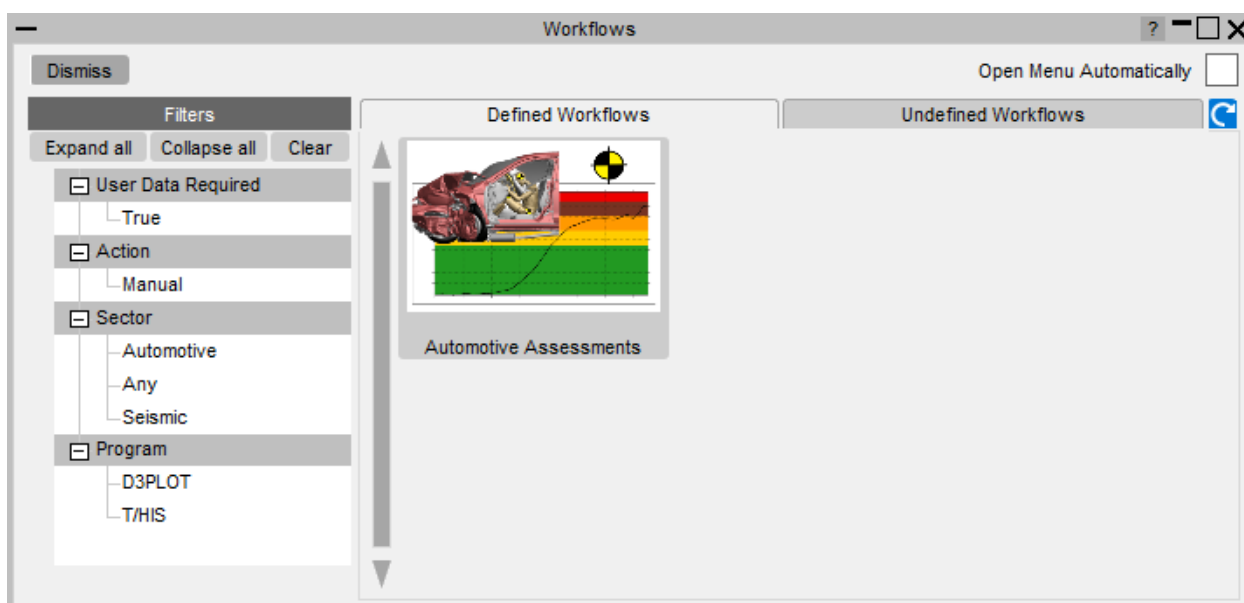 Workflows
?
Dismiss
Open Menu Automatically
Filters
Defined Workflows
Undefined Workflows
Expand all Collapse all Clear
User Data Required
True
Action
Manual
Sector
Automotive
Any
Seismic
Program
D3PLOT
T/HIS
Automotive Assessments